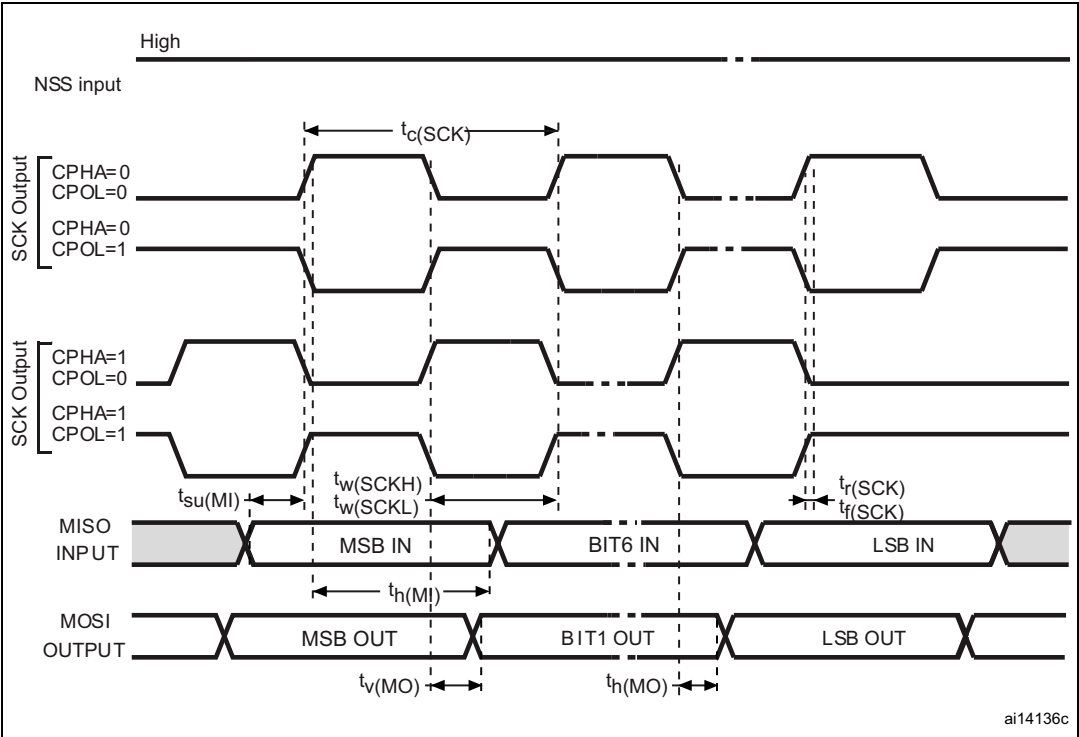 High
NSS input
tc(SCK)
SCK Output
CPHA=0
CPOL=0
CPHA=0
CPOL=1
SCK Output
CPHA=1
CPOL=0
CPHA=1
CPOL=1
tsu(MI)
tw(SCKH)
tw(SCKL)
tr(SCK)
tf(SCK)
MISO
INPUT
MSB IN
BIT6 IN
LSB IN
th(MI)
MOSI
OUTPUT
MSB OUT
BIT1 OUT
LSB OUT
tv(MO)
th(MO)
ai14136c